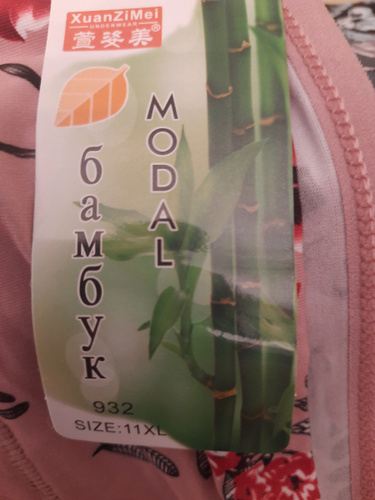 XuanZiMei
UNDERWEAR
萱姿美®
MODAL
бамбук
932
SIZE:11XL